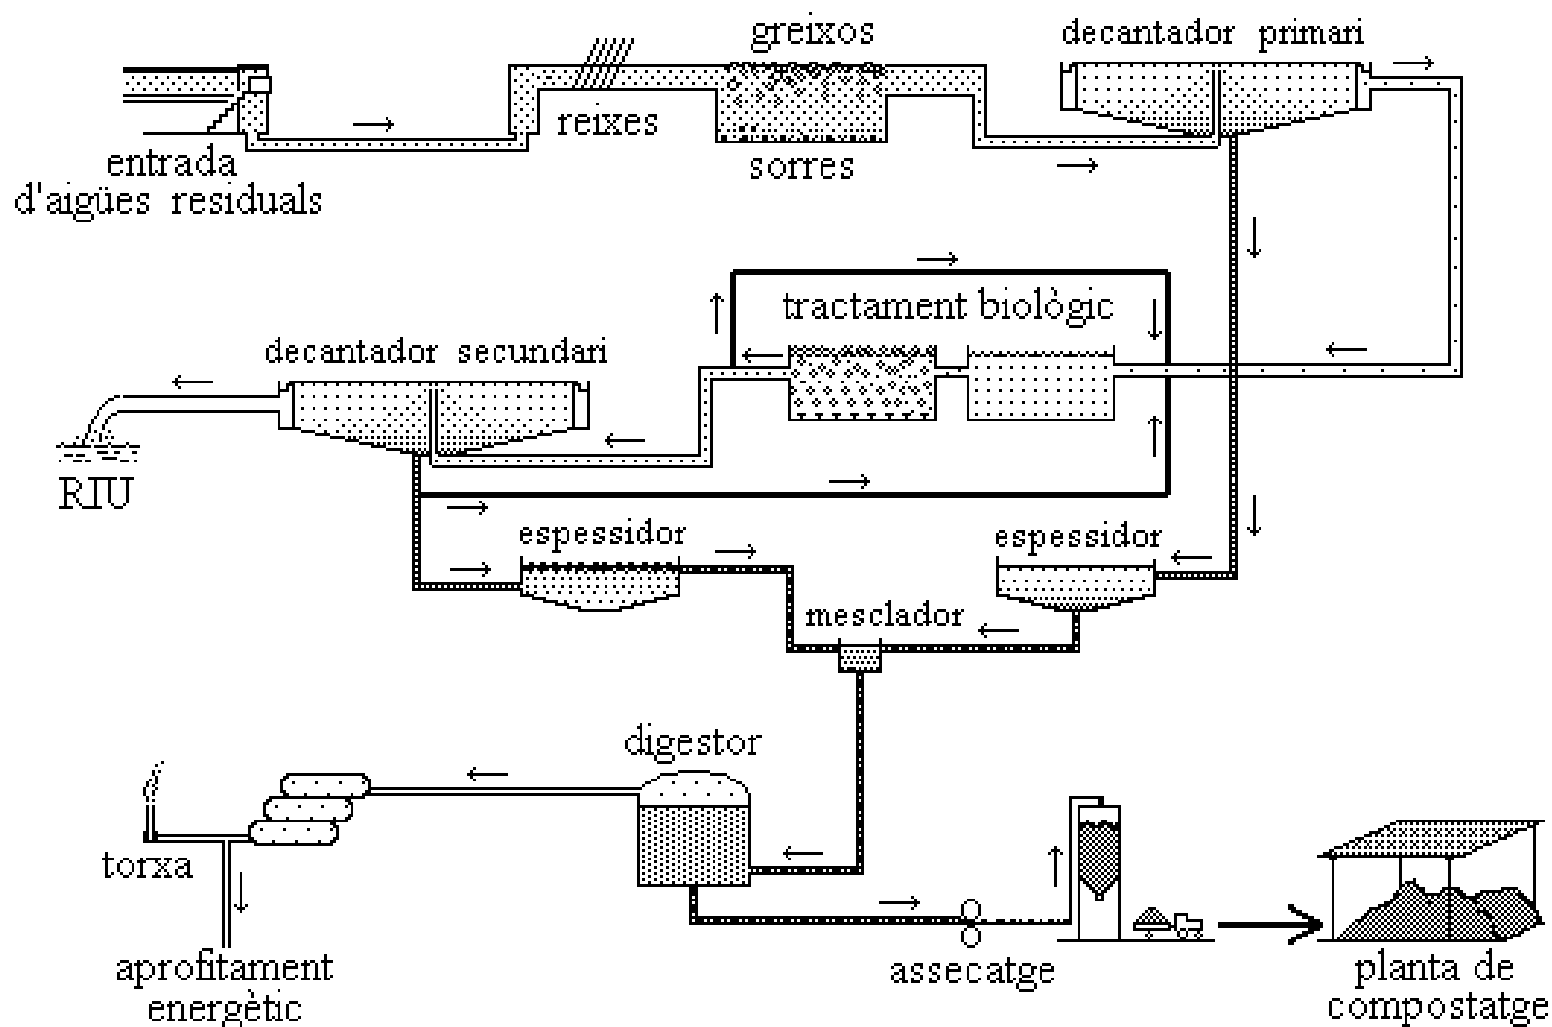 greixos
decantador primari
reixes
entrada
d'aigües residuals
sorres
tractament biològic
decantador secundari
RIU
espessidor
espessidor
mesclador
digestor
torxa
aprofitament
energètic
assecatge
planta de
compostatge